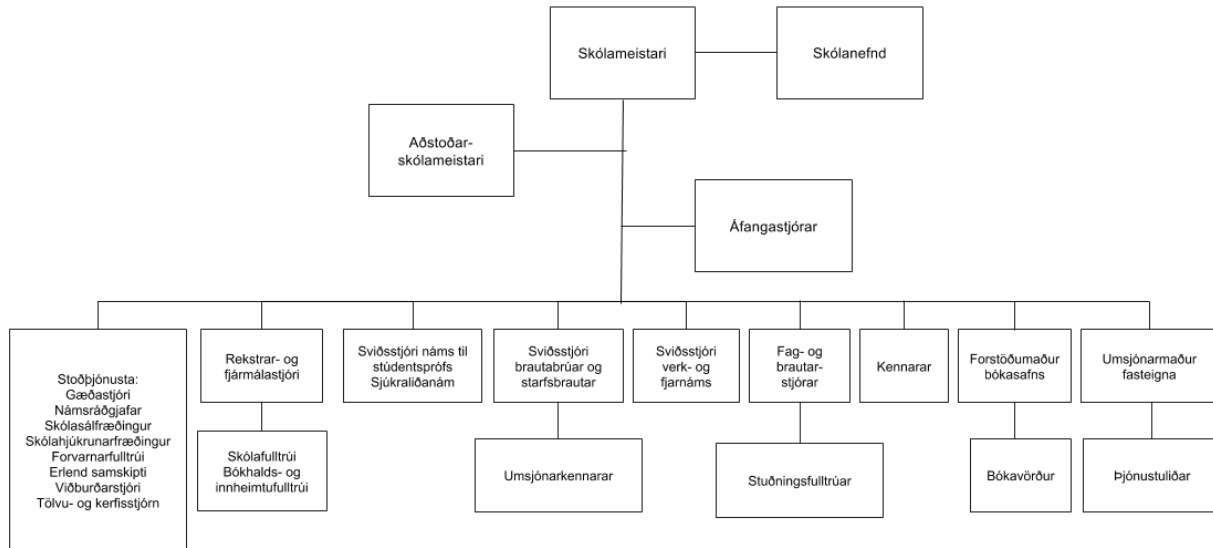 Skólameistari
Skólanefnd
Aðstoðar-
skólameistari
Áfangastjórar
Stoðþjónusta:
Gæðastjóri
Námsráðgjafar
Skólasálfræðingur
Skólahjúkrunarfræðingur
Forvarnarfulltrúi
Erlend samskipti
Viðburðarstjóri
Tölvu- og kerfisstjórn
Rekstrar- og
fjármálastjóri
Skólafulltrúi
Bókhalds- og
innheimtufulltrúi
Sviðsstjóri náms til
stúdentsprófs
Sjúkraliðanám
Sviðsstjóri
brautabrúar og
starfsbrautar
Umsjónarkennarar
Sviðsstjóri
verk- og
fjarnáms
Fag- og
brautar-
stjórar
Stuðningsfulltrúar
Kennarar
Forstöðumaður
bókasafns
Bókavörður
Umsjónarmaður
fasteigna
Þjónustuliðar